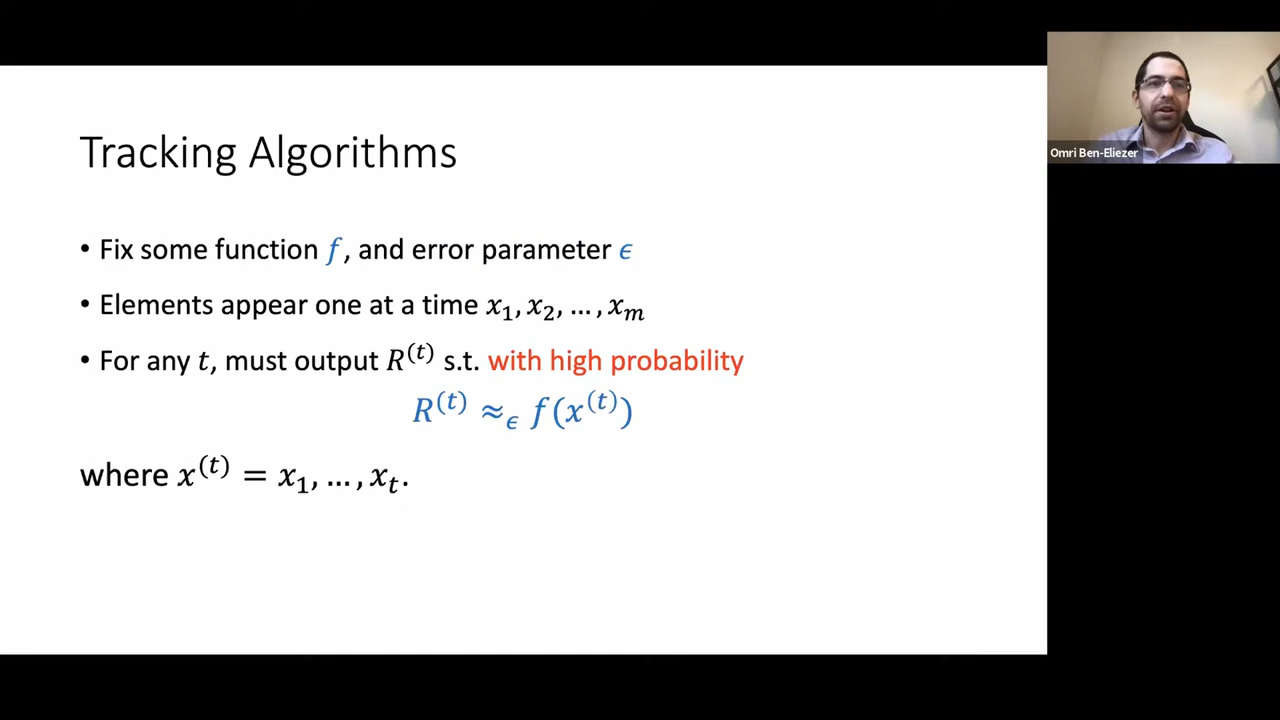 Tracking Algorithms
• Fix some function f, and error parameter ϵ
• Elements appear one at a time x₁, x₂, …, xₘ
• For any t, must output R⁽ᵗ⁾ s.t. with high probability
R⁽ᵗ⁾ ≈_ϵ f(x⁽ᵗ⁾)
where x⁽ᵗ⁾ = x₁, …, xₜ.
Omri Ben-Eliezer